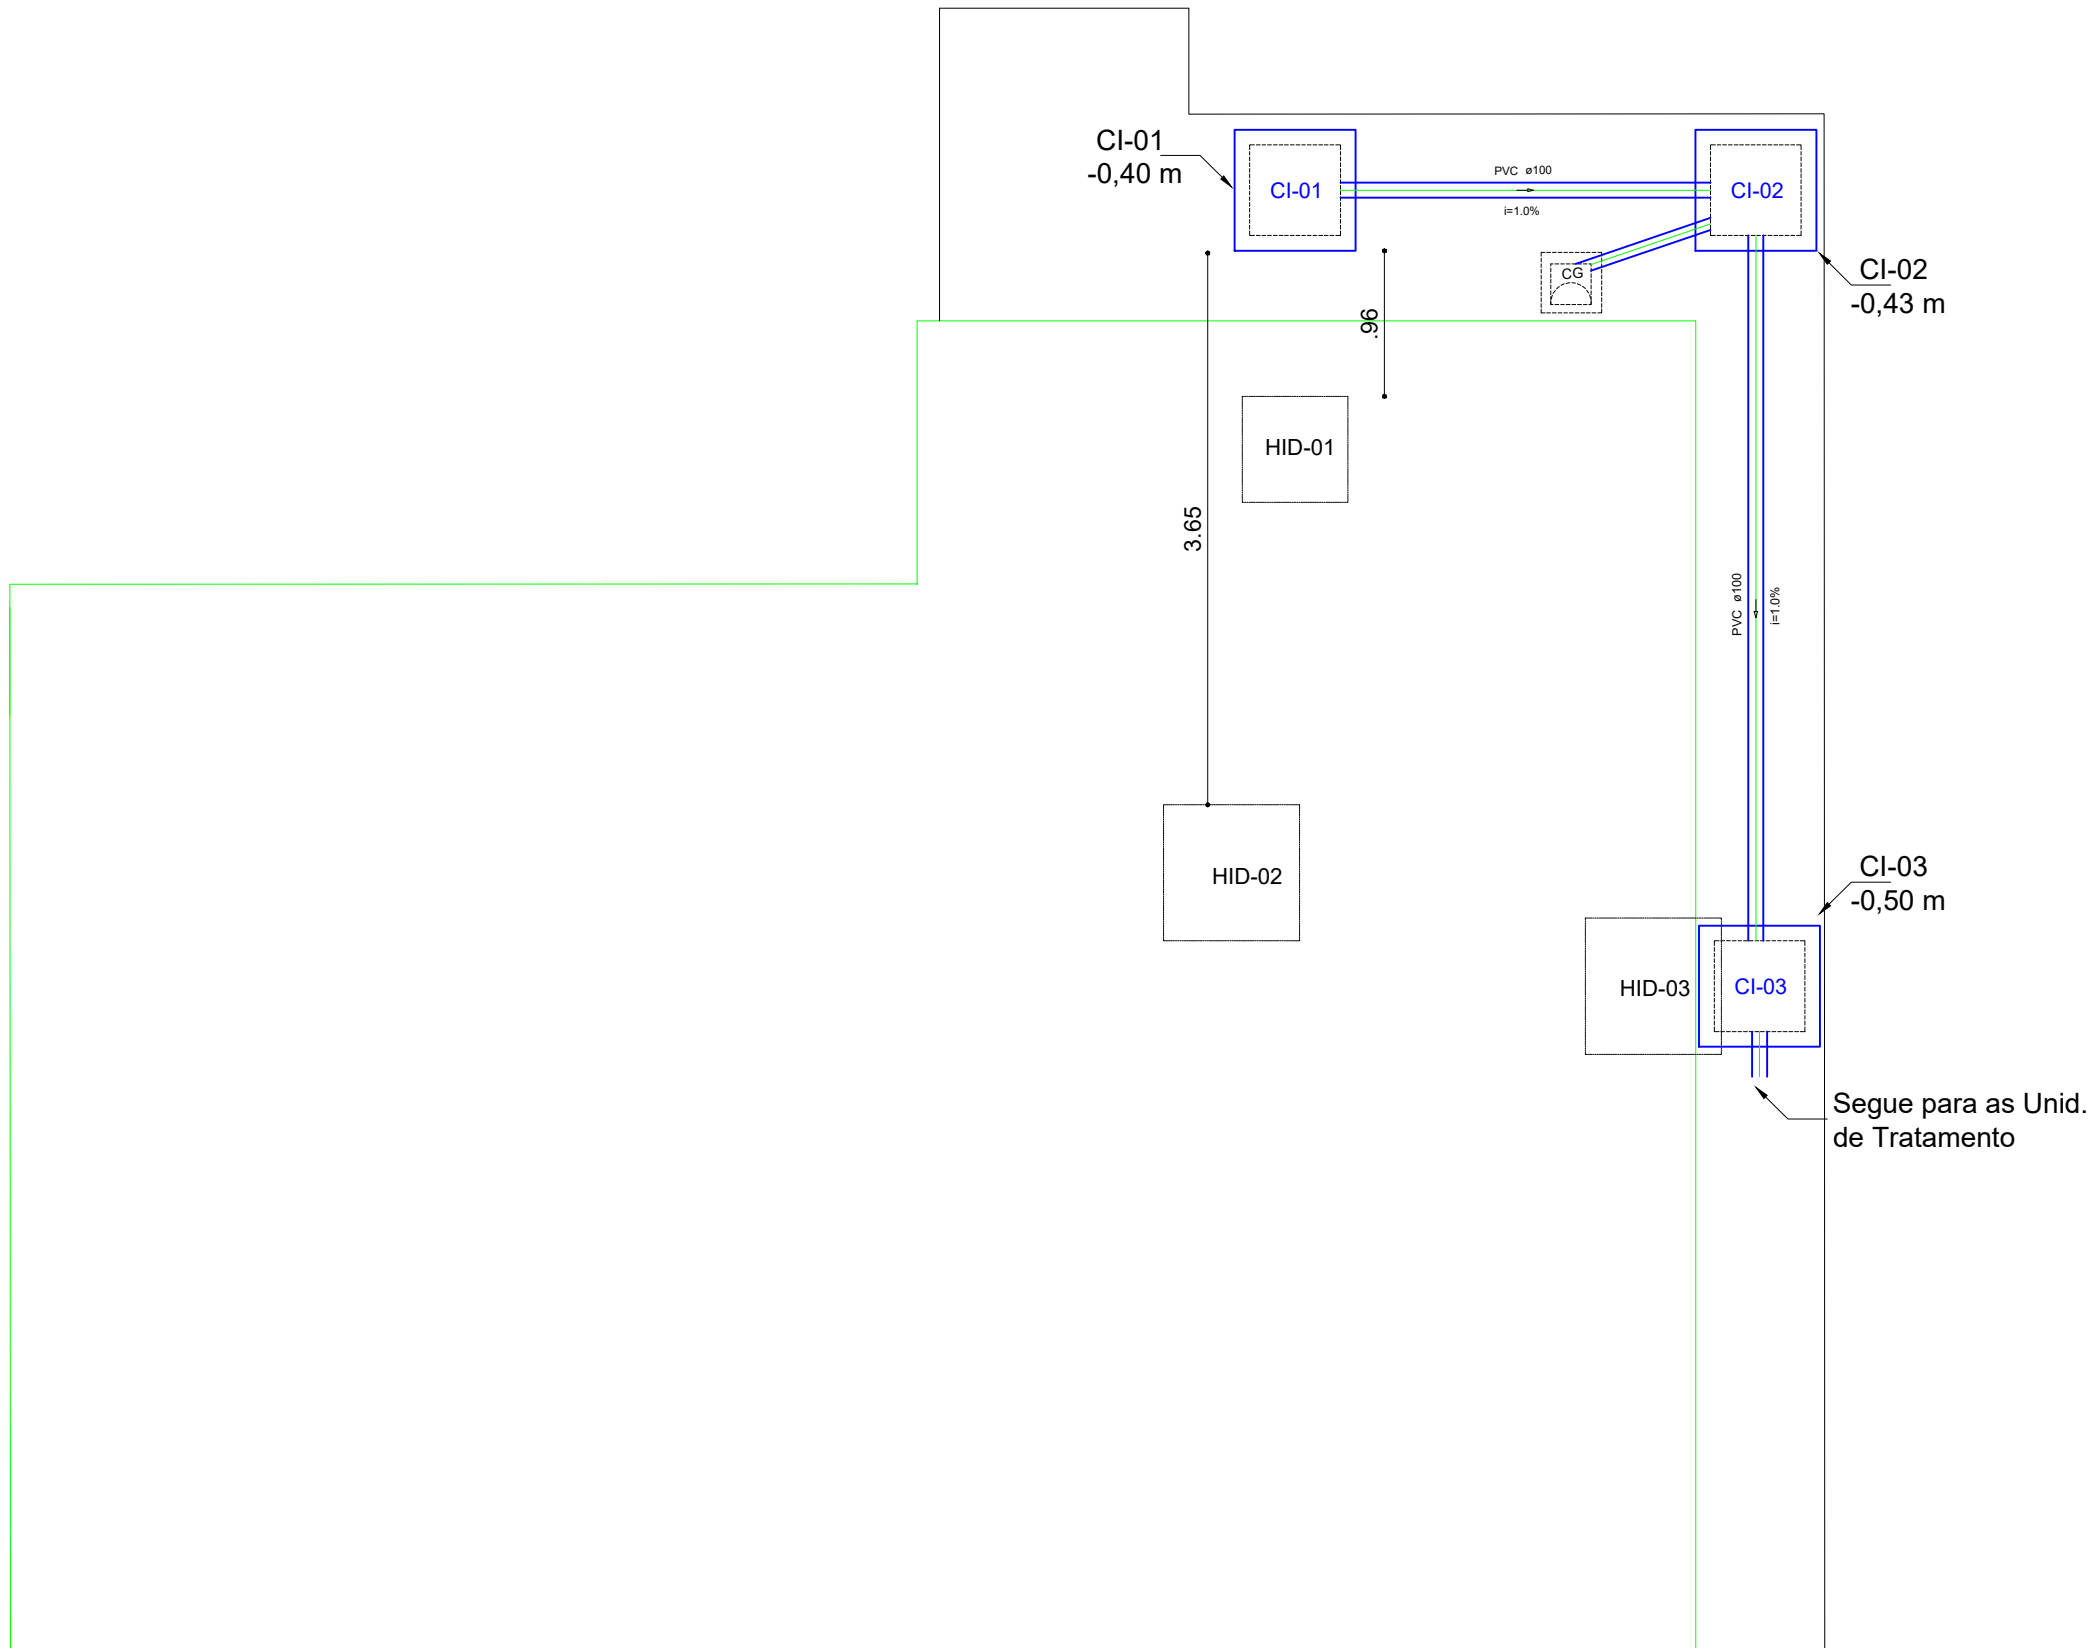 CI-01
-0,40 m
CI-01
PVC ø100
i=1.0%
CI-02
CG
CI-02
-0,43 m
.96
HID-01
3.65
PVC ø100
i=1.0%
HID-02
CI-03
-0,50 m
HID-03
CI-03
Segue para as Unid.
de Tratamento